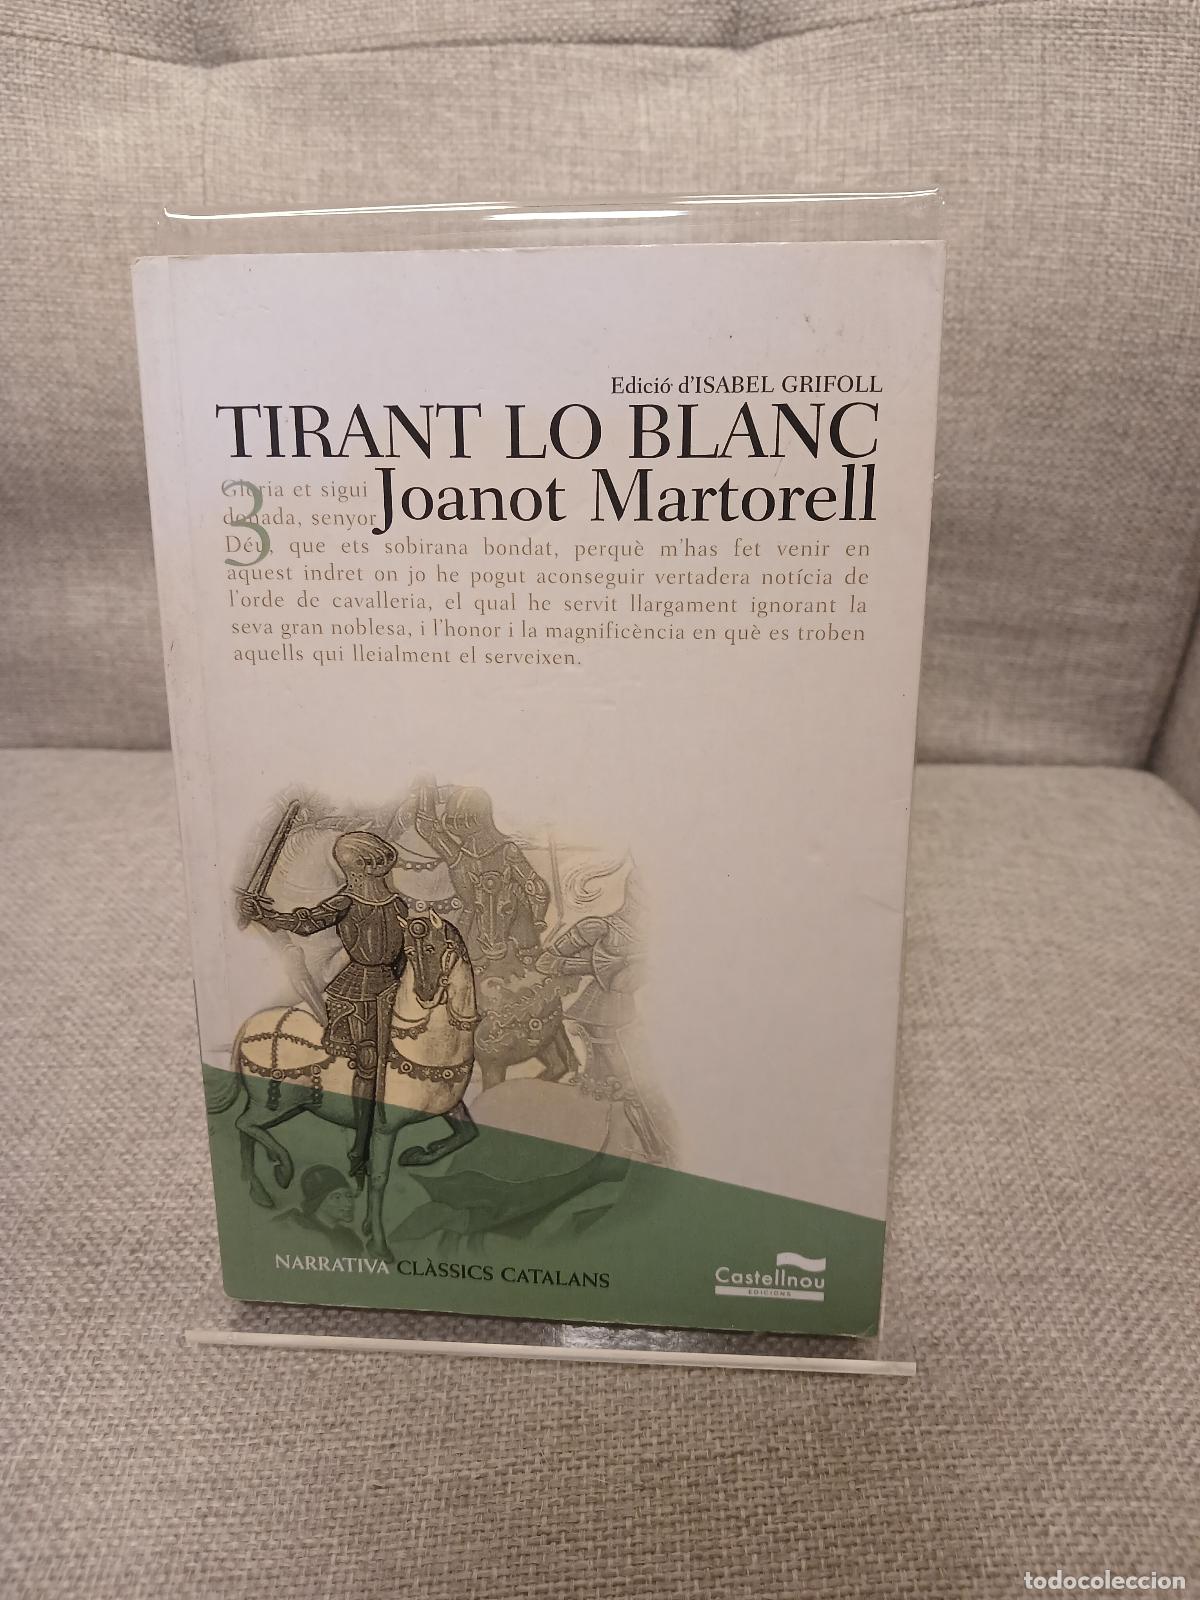 Edició d'ISABEL GRIFOLL
TIRANT LO BLANC
Joanot Martorell
3
Glòria et sigui
donada, senyor
Déu, que ets sobirana bondat, perquè m'has fet venir en
aquest indret on jo he pogut aconseguir vertadera notícia de
l'orde de cavalleria, el qual he servit llargament ignorant la
seva gran noblesa, i l'honor i la magnificència en què es troben
aquells qui lleialment el serveixen.
NARRATIVA CLÀSSICS CATALANS
Castellnou
EDICIONS
todocoleccion